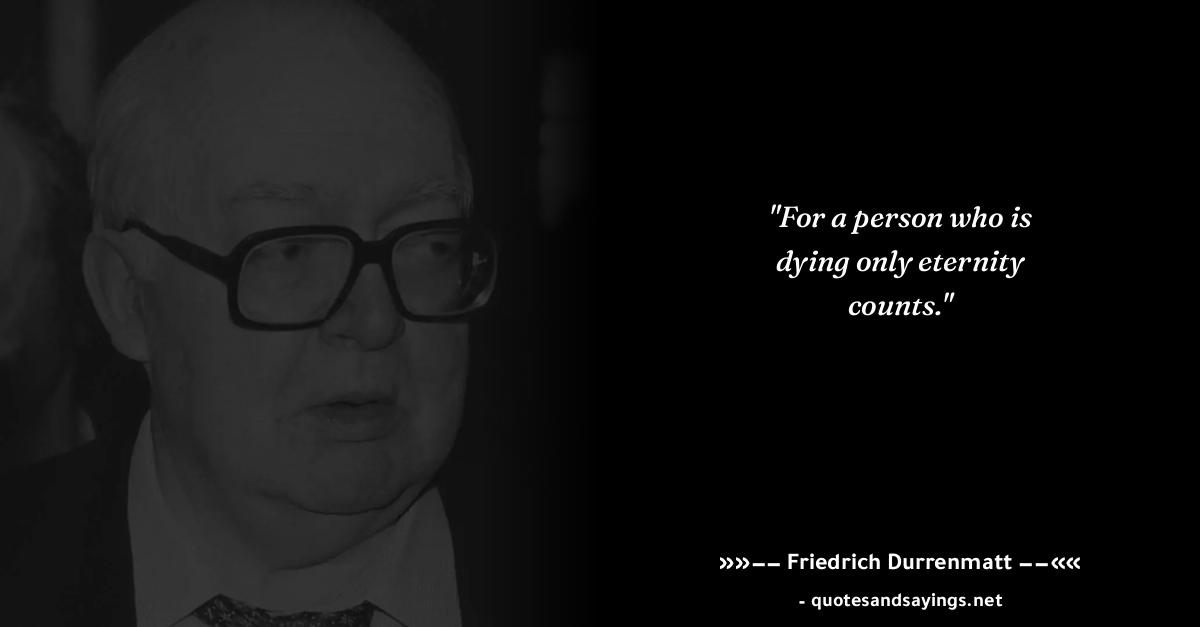 "For a person who is
dying only eternity
counts."
»»−− Friedrich Durrenmatt −−««
- quotesandsayings.net